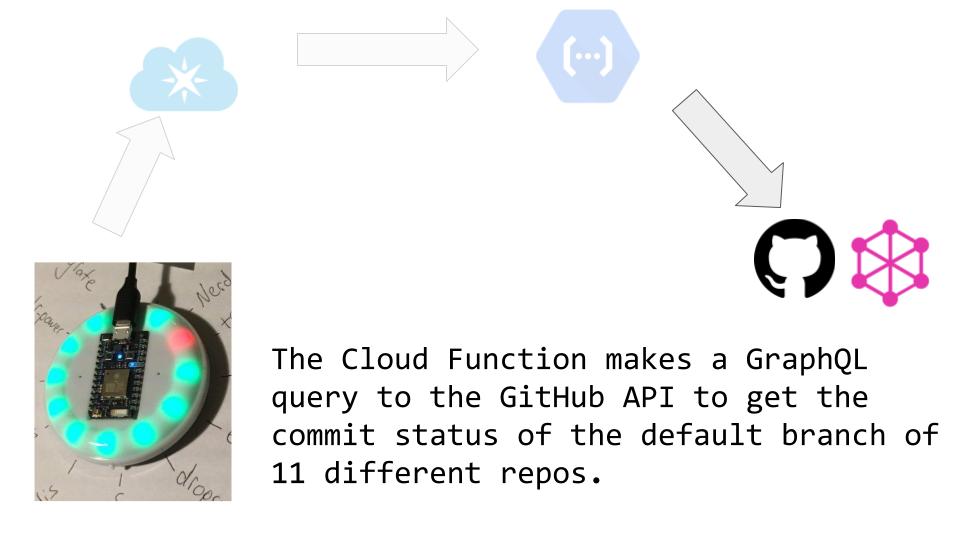 The Cloud Function makes a GraphQL
query to the GitHub API to get the
commit status of the default branch of
11 different repos.
Nerd